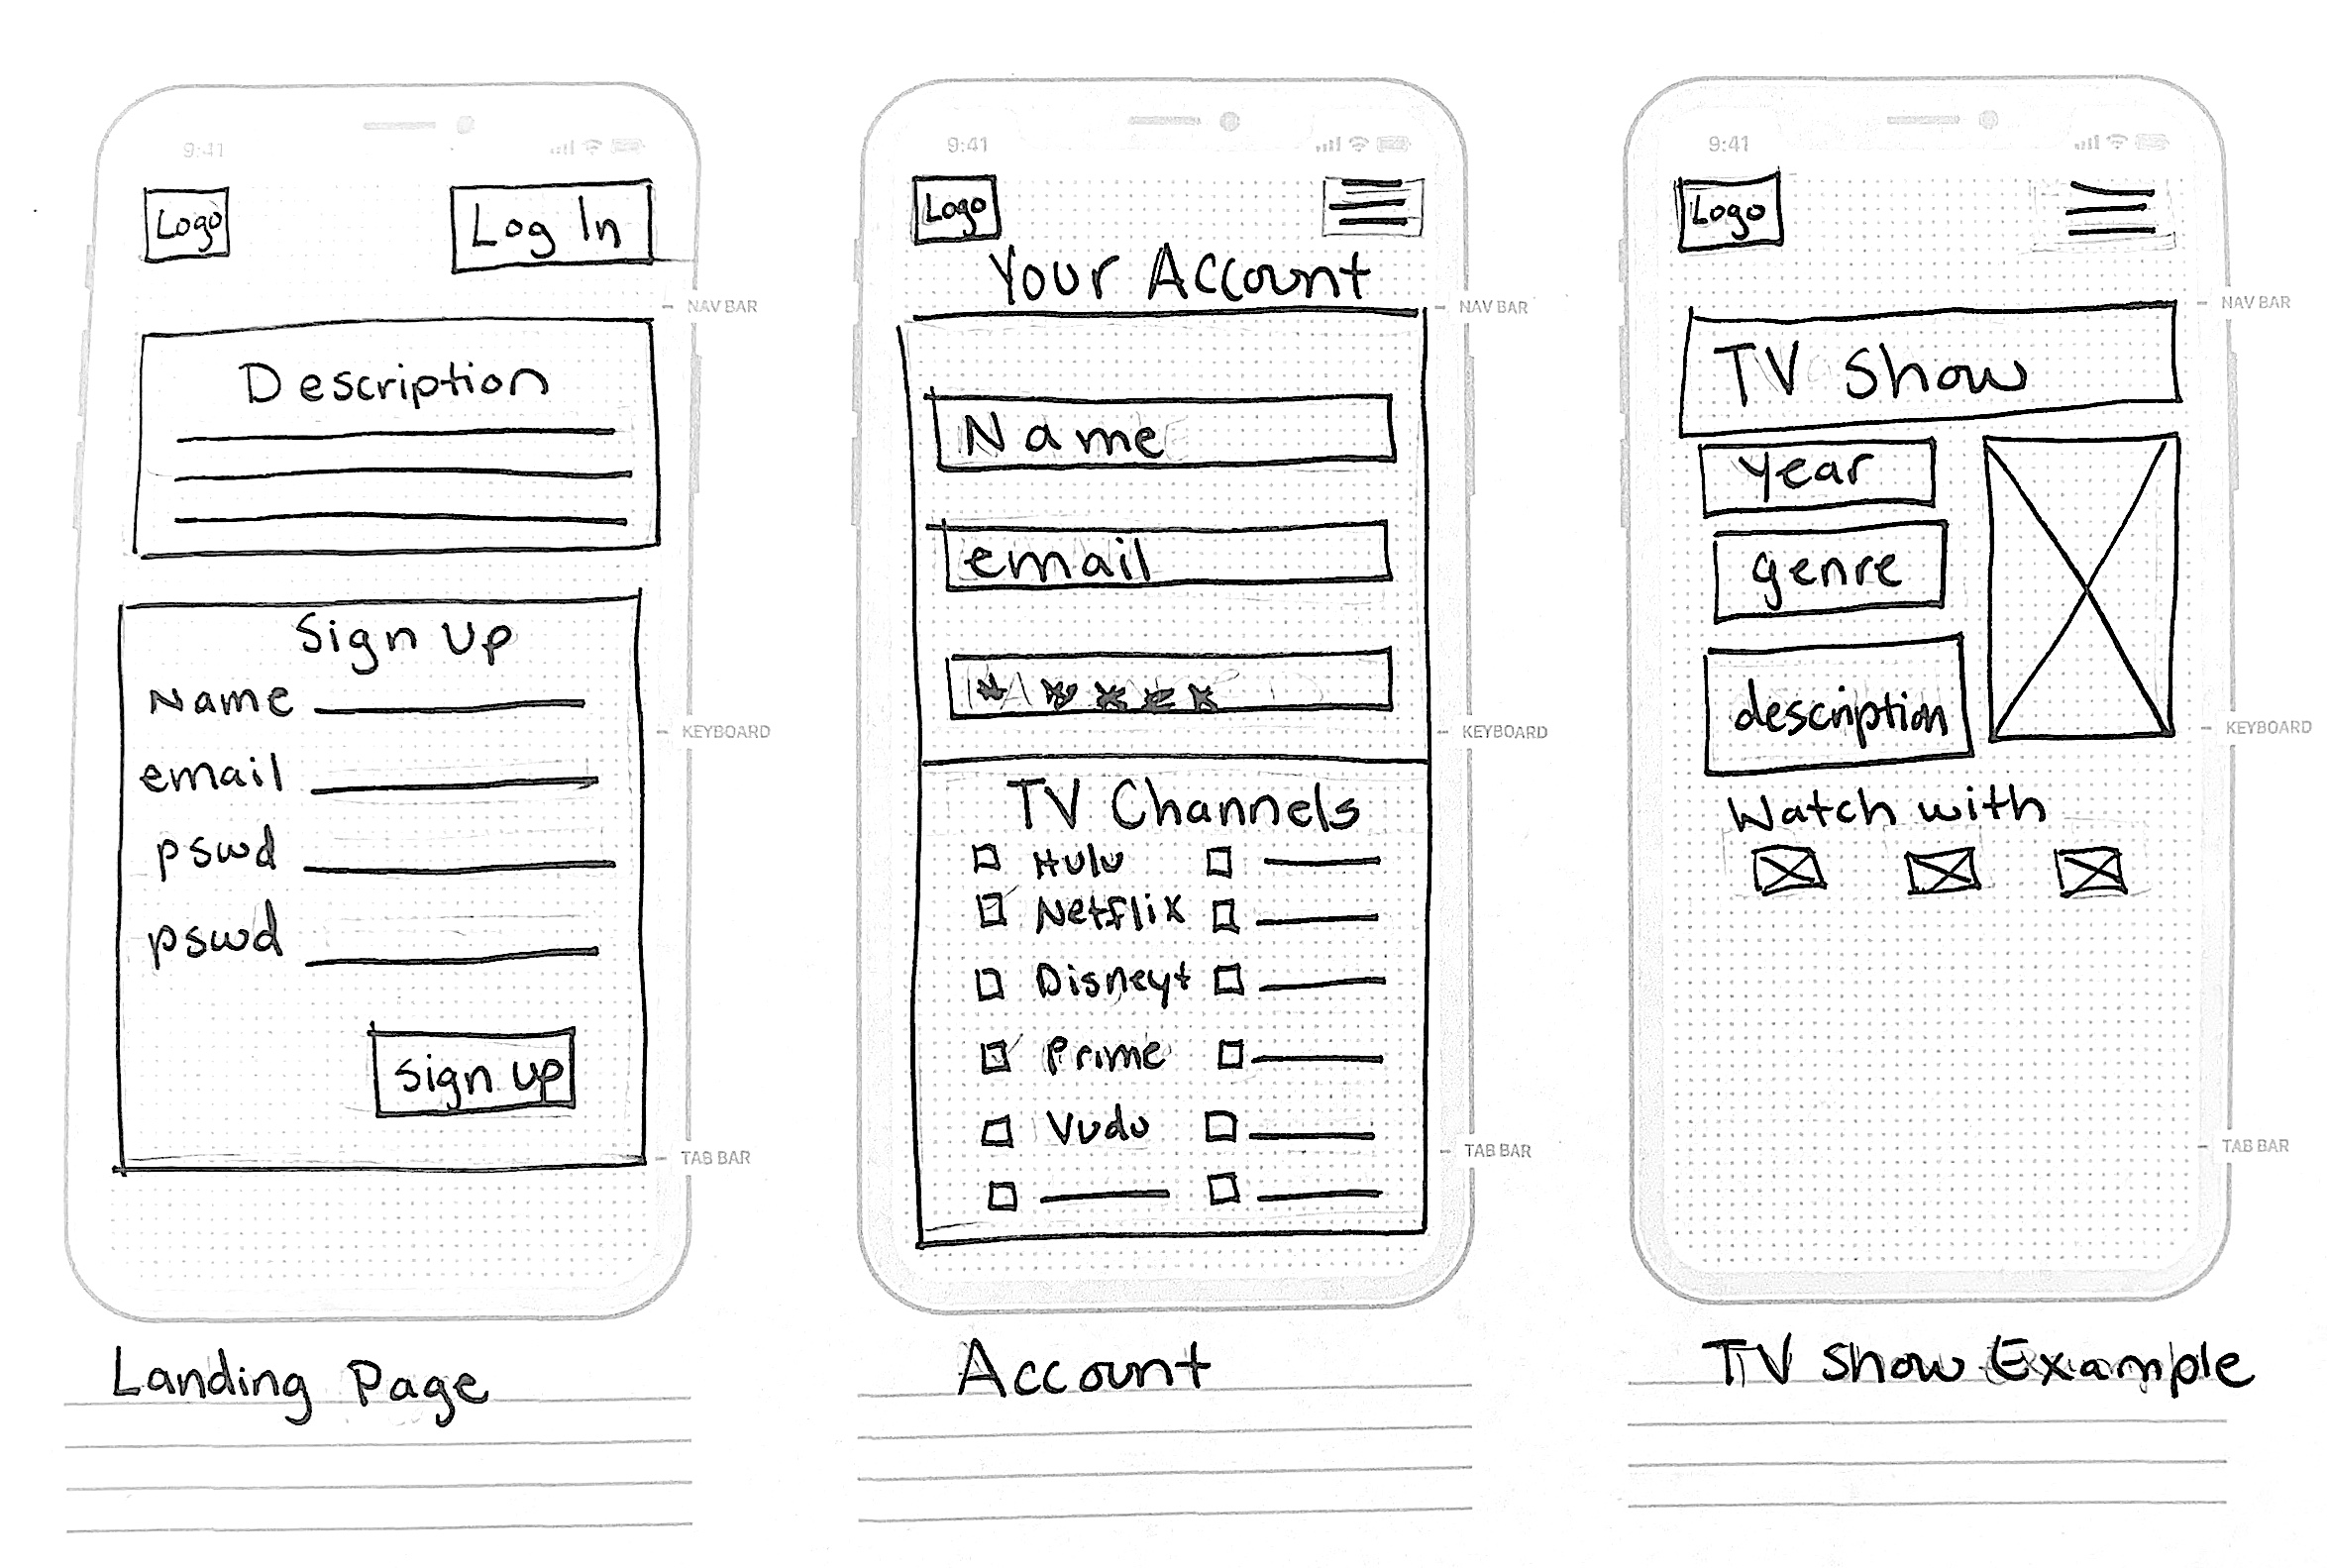 9:41
Logo
Log In
NAV BAR
Description
Sign Up
Name
email
KEYBOARD
pswd
pswd
sign up
TAB BAR
Landing Page
9:41
Logo
Your Account
NAV BAR
Name
email
*****
KEYBOARD
TV Channels
Hulu
Netflix
Disney+
Prime
Vudu
TAB BAR
Account
9:41
Logo
NAV BAR
TV Show
year
genre
description
KEYBOARD
Watch with
TAB BAR
TV Show Example